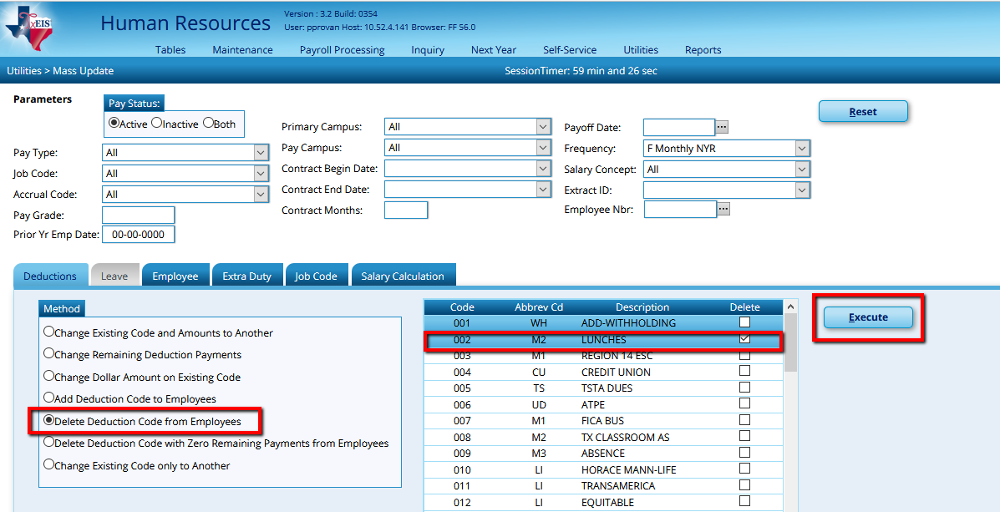 TxEIS
Human Resources
Version : 3.2 Build: 0354
User: pprovan Host: 10.52.4.141 Browser: FF 56.0
Tables Maintenance Payroll Processing Inquiry Next Year Self-Service Utilities Reports
Utilities > Mass Update SessionTimer: 59 min and 26 sec
Parameters
Pay Status:
Active Inactive Both
Reset
Primary Campus: All
Payoff Date: ...
Pay Type: All
Pay Campus: All
Frequency: F Monthly NYR
Job Code: All
Contract Begin Date:
Salary Concept: All
Accrual Code: All
Contract End Date:
Extract ID:
Pay Grade:
Contract Months:
Employee Nbr: ...
Prior Yr Emp Date: 00-00-0000
Deductions Leave Employee Extra Duty Job Code Salary Calculation
Method
Change Existing Code and Amounts to Another
Change Remaining Deduction Payments
Change Dollar Amount on Existing Code
Add Deduction Code to Employees
Delete Deduction Code from Employees
Delete Deduction Code with Zero Remaining Payments from Employees
Change Existing Code only to Another
Code Abbrev Cd Description Delete
001 WH ADD-WITHHOLDING
002 M2 LUNCHES
003 M1 REGION 14 ESC
004 CU CREDIT UNION
005 TS TSTA DUES
006 UD ATPE
007 M1 FICA BUS
008 M2 TX CLASSROOM AS
009 M3 ABSENCE
010 LI HORACE MANN-LIFE
011 LI TRANSAMERICA
012 LI EQUITABLE
Execute